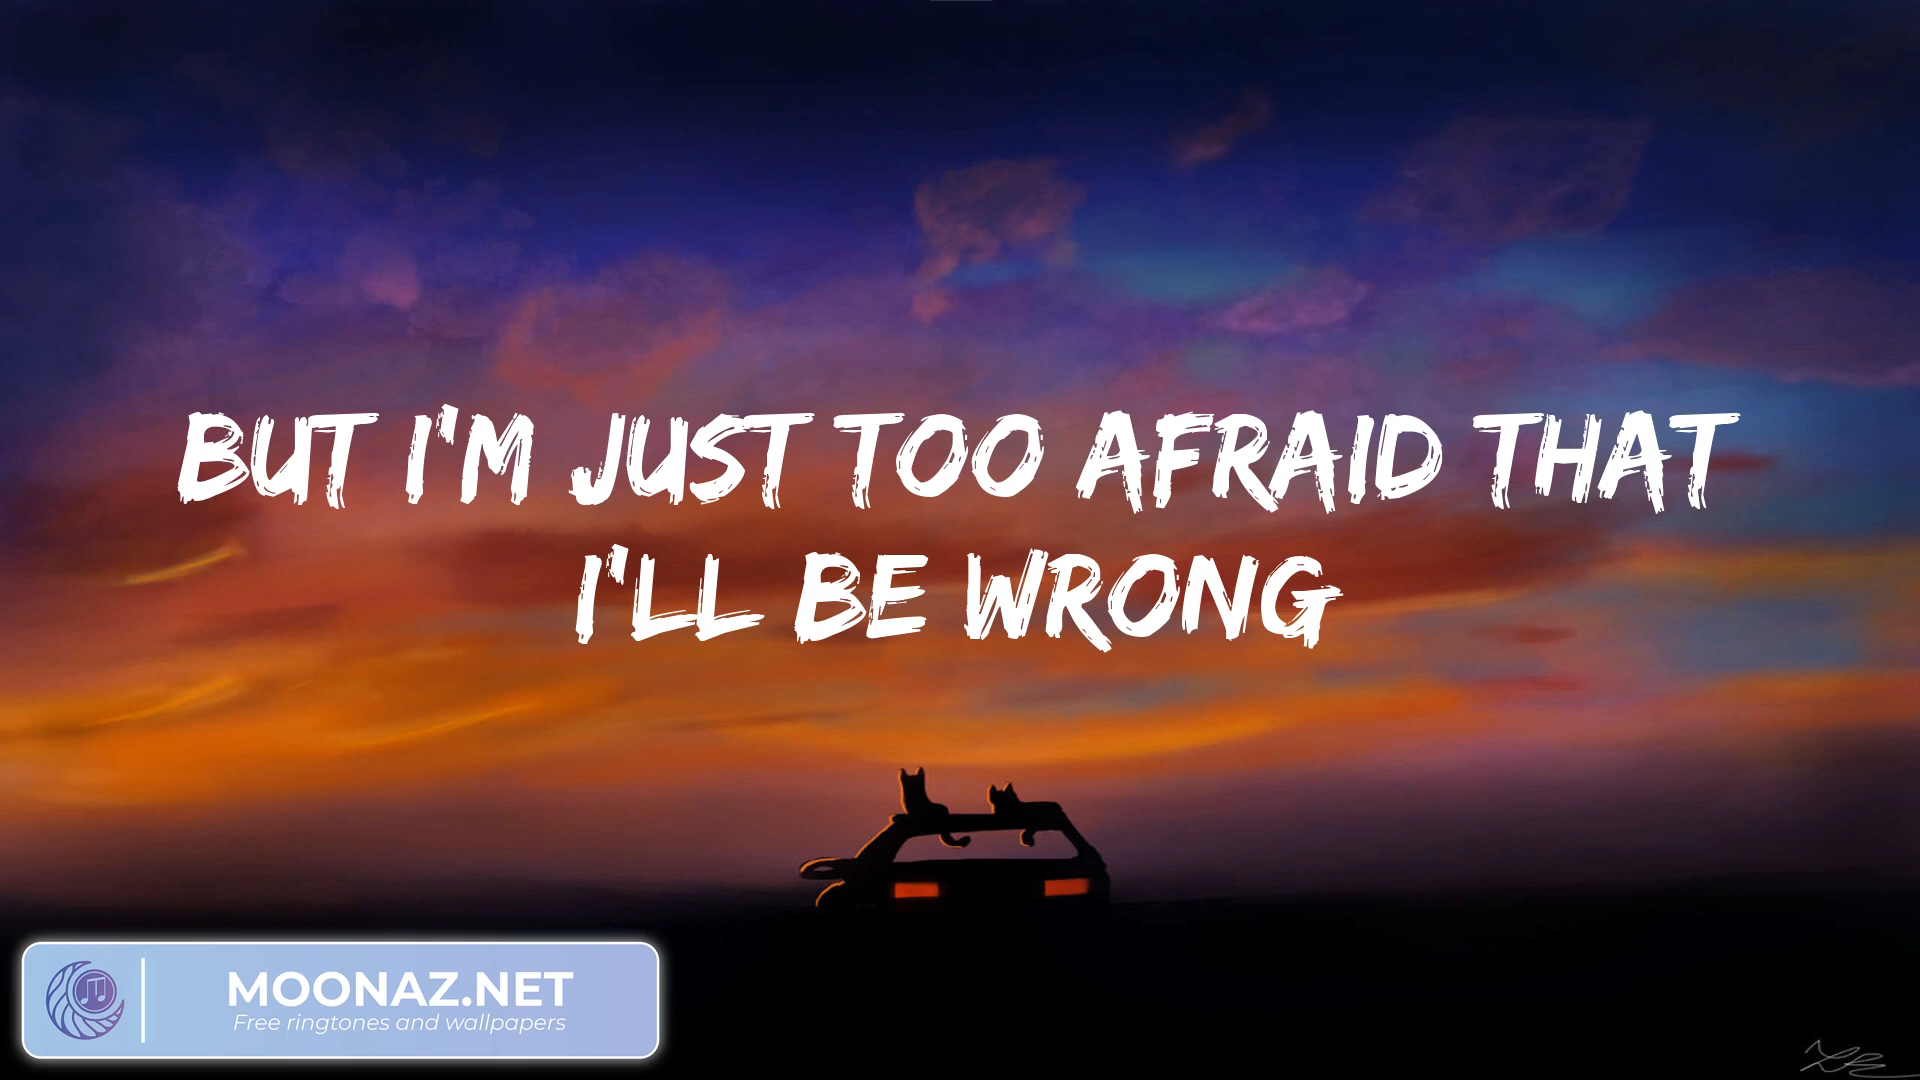 BUT I'M JUST TOO AFRAID THAT
I'LL BE WRONG
MOONAZ.NET
Free ringtones and wallpapers